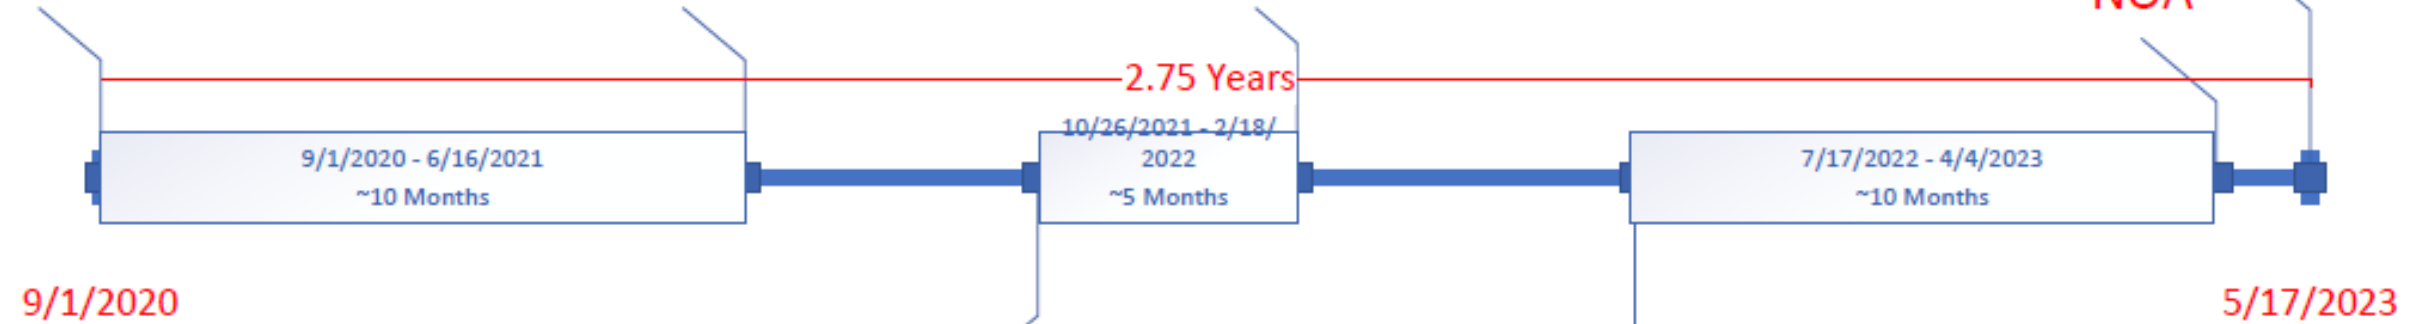 NOA
2.75 Years
9/1/2020 - 6/16/2021
~10 Months
10/26/2021 - 2/18/
2022
~5 Months
7/17/2022 - 4/4/2023
~10 Months
9/1/2020
5/17/2023